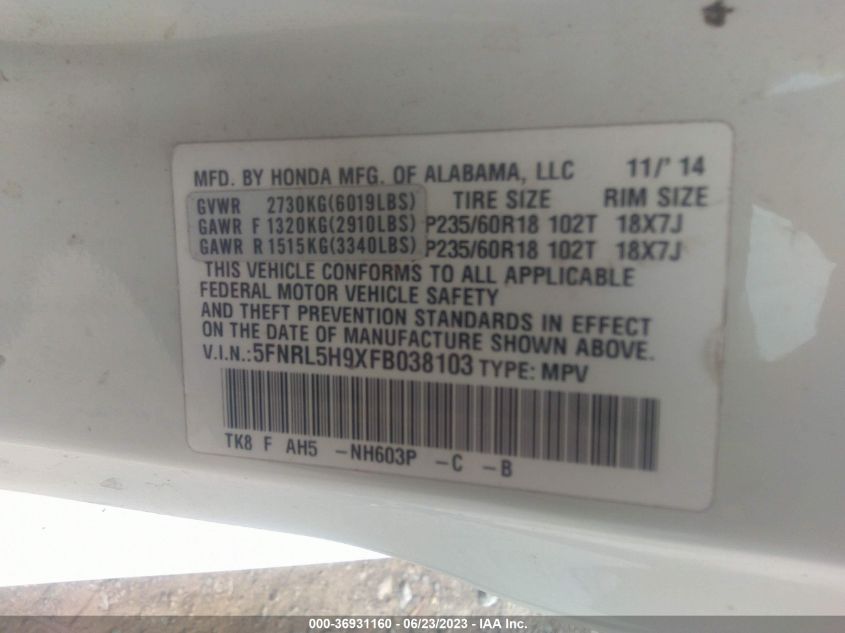 MFD. BY HONDA MFG. OF ALABAMA, LLC 11/' 14
GVWR 2730KG(6019LBS) TIRE SIZE RIM SIZE
GAWR F 1320KG(2910LBS) P235/60R18 102T 18X7J
GAWR R 1515KG(3340LBS) P235/60R18 102T 18X7J
THIS VEHICLE CONFORMS TO ALL APPLICABLE
FEDERAL MOTOR VEHICLE SAFETY
AND THEFT PREVENTION STANDARDS IN EFFECT
ON THE DATE OF MANUFACTURE SHOWN ABOVE.
V.I.N.:5FNRL5H9XFB038103 TYPE: MPV
TK8 F AH5 -NH603P -C -B
000-36931160 - 06/23/2023 - IAA Inc.